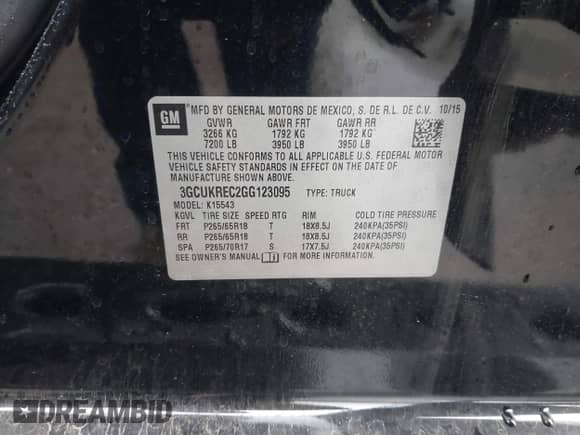 GM
MFD BY GENERAL MOTORS DE MEXICO, S. DE R.L. DE C.V. 10/15
GVWR GAWR FRT GAWR RR
3266 KG 1792 KG 1792 KG
7200 LB 3950 LB 3950 LB
THIS VEHICLE CONFORMS TO ALL APPLICABLE U.S. FEDERAL MOTOR
VEHICLE SAFETY STANDARDS IN EFFECT ON THE DATE OF
MANUFACTURE SHOWN ABOVE.
3GCUKREC2GG123095 TYPE: TRUCK
MODEL: K15543
KGVL TIRE SIZE SPEED RTG RIM COLD TIRE PRESSURE
FRT P265/65R18 T 18X8.5J 240KPA(35PSI)
RR P265/65R18 T 18X8.5J 240KPA(35PSI)
SPA P265/70R17 S 17X7.5J 240KPA(35PSI)
SEE OWNER'S MANUAL FOR MORE INFORMATION.
DREAMBID